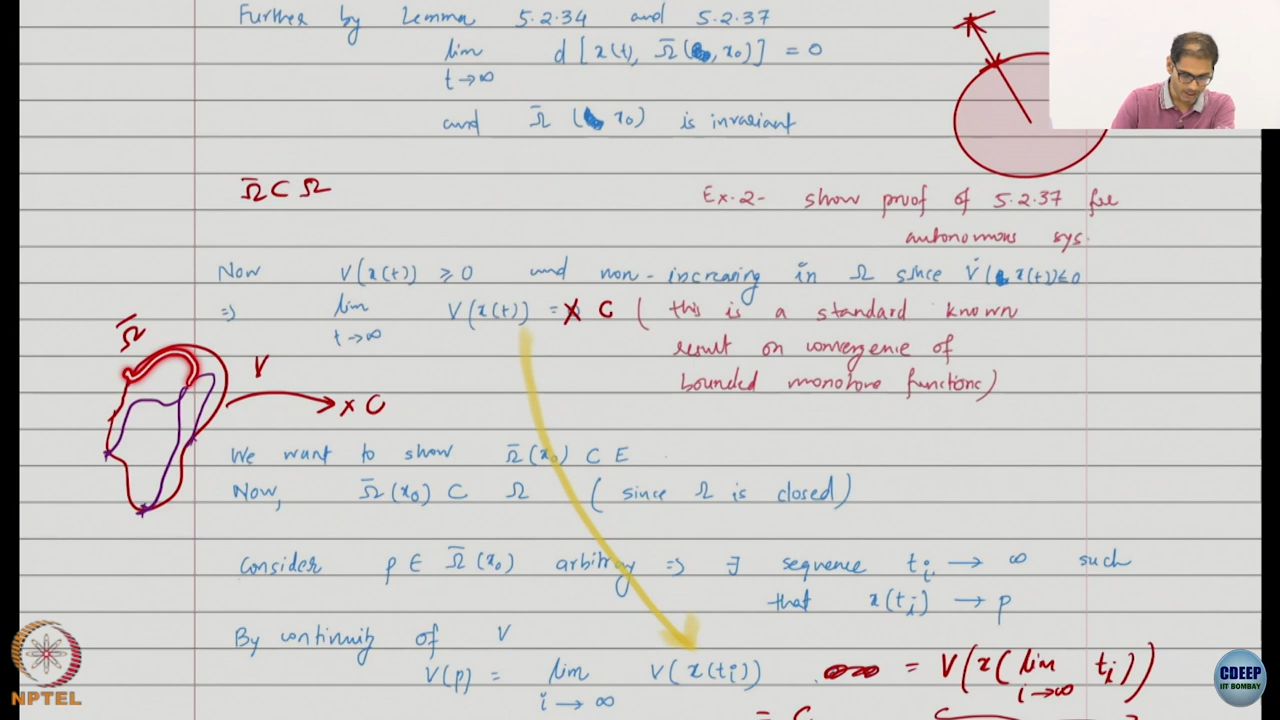 Further by Lemma 5.2.34 and 5.2.37
lim d[x(t), Ω̄(x₀)] = 0
t→∞
and Ω̄(x₀) is invariant
Ω̄ ⊂ Ω
Ex-2- show proof of 5.2.37 for
autonomous sys.
Now V(x(t)) ≥ 0 and non-increasing in Ω since V̇(x(t)) ≤ 0
⇒ lim V(x(t)) = C ( this is a standard known
t→∞
result on convergence of
bounded monotone functions)
Ω̄
V
x C
We want to show Ω̄(x₀) ⊂ E
Now, Ω̄(x₀) ⊂ Ω (since Ω is closed)
Consider p ∈ Ω̄(x₀) arbitrary ⇒ ∃ sequence tᵢ → ∞ such
that x(tᵢ) → p
By continuity of V
V(p) = lim V(x(tᵢ)) = V(x(lim tᵢ))
i→∞ i→∞
= C
NPTEL
CDEEP
IIT BOMBAY